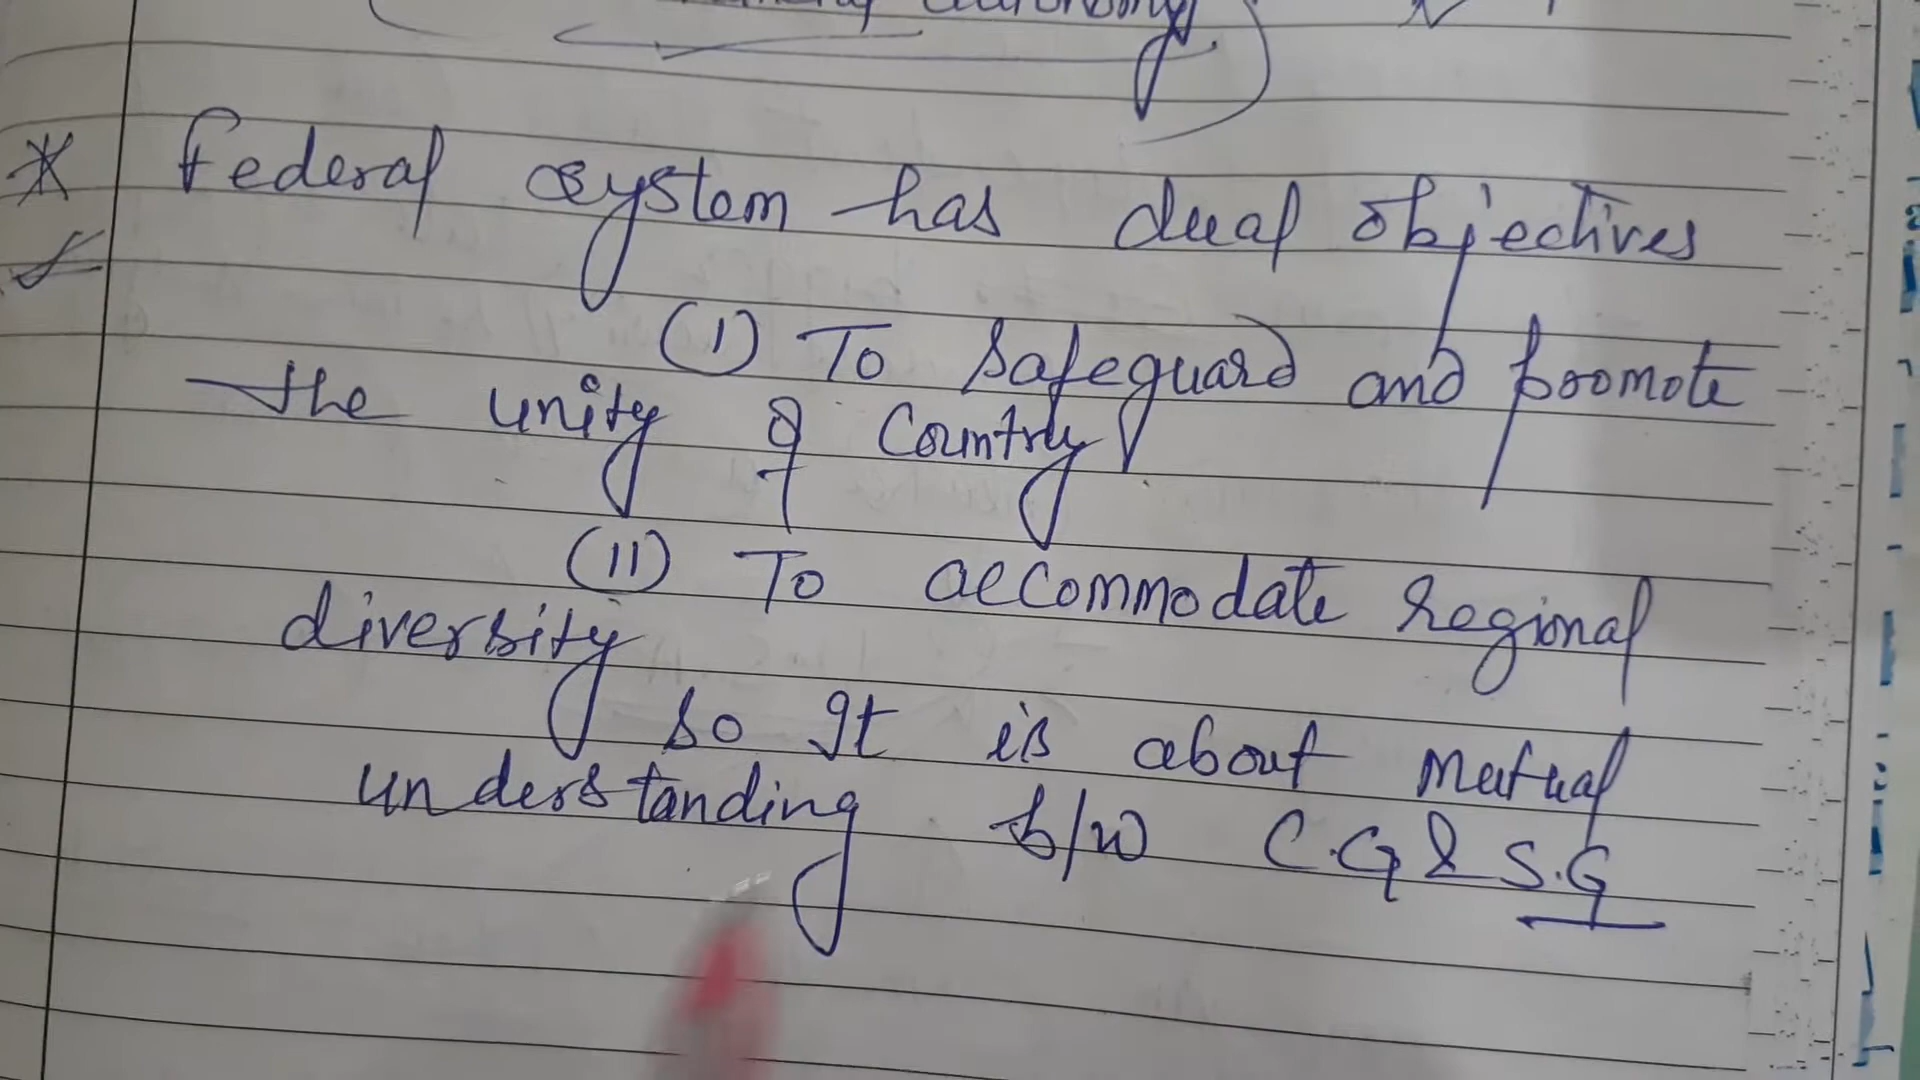 autonomy
* Federal system has dual objectives
(I) To safeguard and promote
the unity of Country
(II) To accommodate regional
diversity
so It is about mutual
understanding b/w C.G & S.G